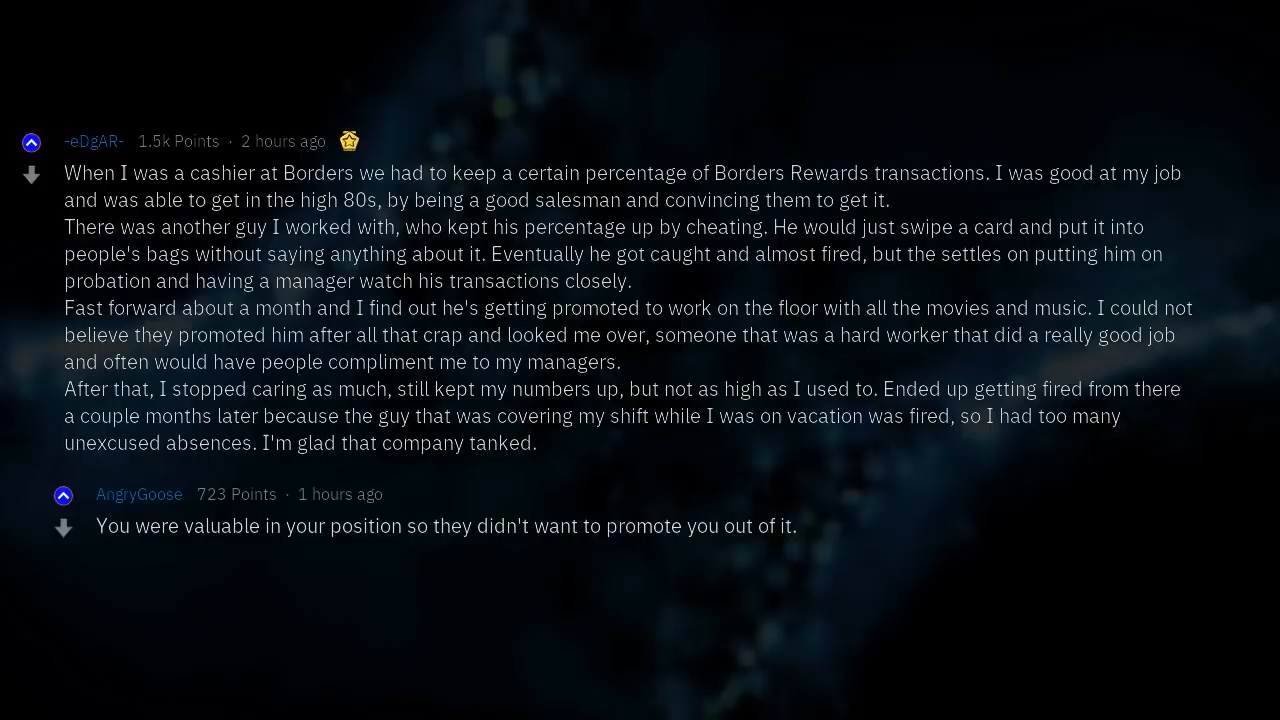 -eDgAR- 1.5k Points · 2 hours ago
When I was a cashier at Borders we had to keep a certain percentage of Borders Rewards transactions. I was good at my job
and was able to get in the high 80s, by being a good salesman and convincing them to get it.
There was another guy I worked with, who kept his percentage up by cheating. He would just swipe a card and put it into
people's bags without saying anything about it. Eventually he got caught and almost fired, but the settles on putting him on
probation and having a manager watch his transactions closely.
Fast forward about a month and I find out he's getting promoted to work on the floor with all the movies and music. I could not
believe they promoted him after all that crap and looked me over, someone that was a hard worker that did a really good job
and often would have people compliment me to my managers.
After that, I stopped caring as much, still kept my numbers up, but not as high as I used to. Ended up getting fired from there
a couple months later because the guy that was covering my shift while I was on vacation was fired, so I had too many
unexcused absences. I'm glad that company tanked.
AngryGoose 723 Points · 1 hours ago
You were valuable in your position so they didn't want to promote you out of it.